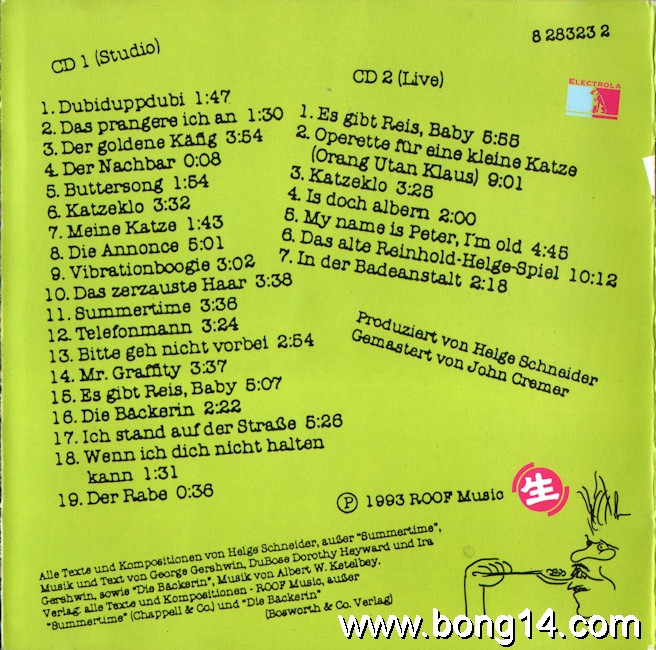 8 28323 2
ELECTROLA
CD 1 (Studio)
1. Dubiduppdubi 1:47
2. Das prangere ich an 1:30
3. Der goldene Käfig 3:54
4. Der Nachbar 0:08
5. Buttersong 1:54
6. Katzeklo 3:32
7. Meine Katze 1:43
8. Die Annonce 5:01
9. Vibrationboogie 3:02
10. Das zerzauste Haar 3:38
11. Summertime 3:36
12. Telefonmann 3:24
13. Bitte geh nicht vorbei 2:54
14. Mr. Graffity 3:37
15. Es gibt Reis, Baby 5:07
16. Die Bäckerin 2:22
17. Ich stand auf der Straße 5:26
18. Wenn ich dich nicht halten
kann 1:31
19. Der Rabe 0:36
CD 2 (Live)
1. Es gibt Reis, Baby 5:55
2. Operette für eine kleine Katze
(Orang Utan Klaus) 9:01
3. Katzeklo 3:25
4. Is doch albern 2:00
5. My name is Peter, I'm old 4:45
6. Das alte Reinhold-Helge-Spiel 10:12
7. In der Badeanstalt 2:18
Produziert von Helge Schneider
Gemastert von John Cremer
Ⓟ 1993 ROOF Music
生
Alle Texte und Kompositionen von Helge Schneider, außer "Summertime",
Musik und Text von George Gershwin, DuBose Dorothy Heyward und Ira
Gershwin, sowie "Die Bäckerin", Musik von Albert W. Ketelbey.
Verlag: alle Texte und Kompositionen - ROOF Music, außer
"Summertime" (Chappell & Co) und "Die Bäckerin"
(Bosworth & Co. Verlag)
www.bong14.com